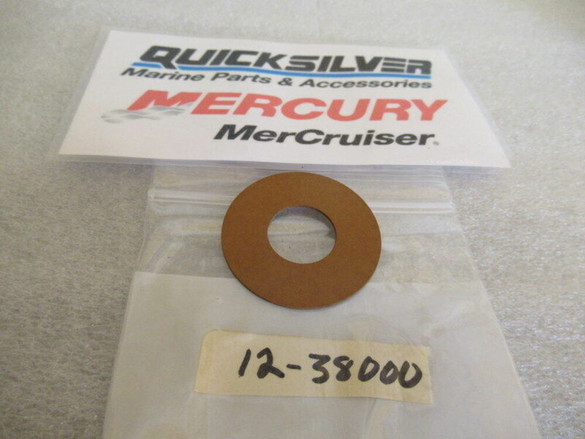 QUICKSILVER
Marine Parts & Accessories
MERCURY
MerCruiser®
12-38000